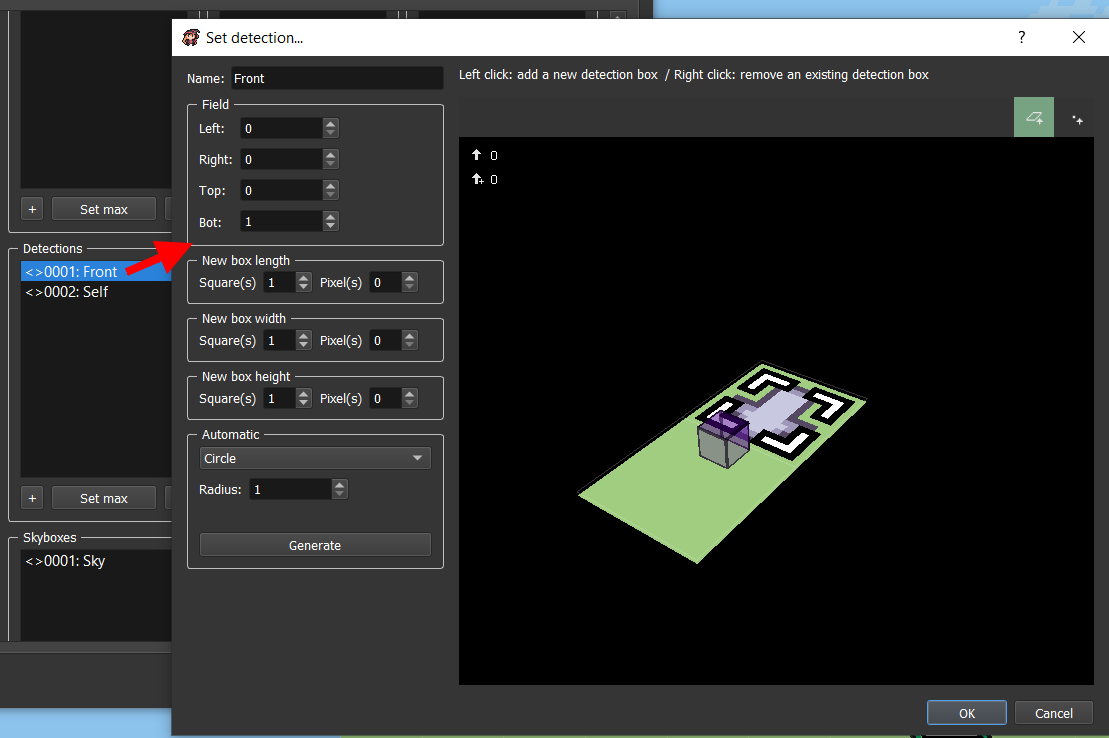 Set detection...
?
Name: Front
Left click: add a new detection box / Right click: remove an existing detection box
Field
Left: 0
Right: 0
Top: 0
Bot: 1
0
0
+ Set max
Detections
<>0001: Front
<>0002: Self
New box length
Square(s) 1 Pixel(s) 0
New box width
Square(s) 1 Pixel(s) 0
New box height
Square(s) 1 Pixel(s) 0
Automatic
Circle
Radius: 1
Generate
+ Set max
Skyboxes
<>0001: Sky
OK Cancel